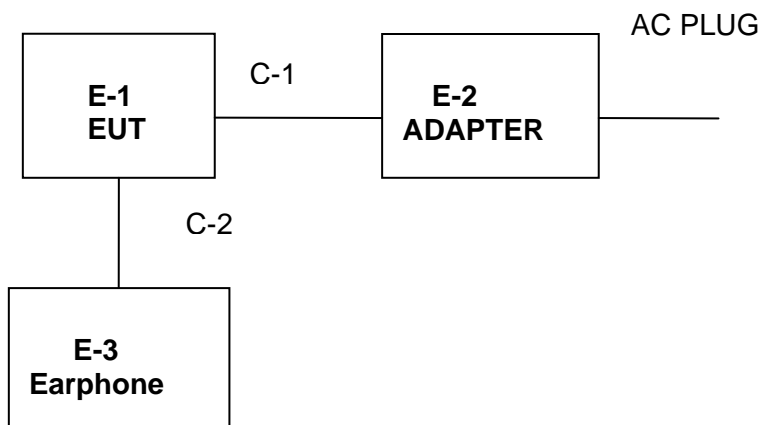 AC PLUG
C-1
E-1
EUT
E-2
ADAPTER
C-2
E-3
Earphone